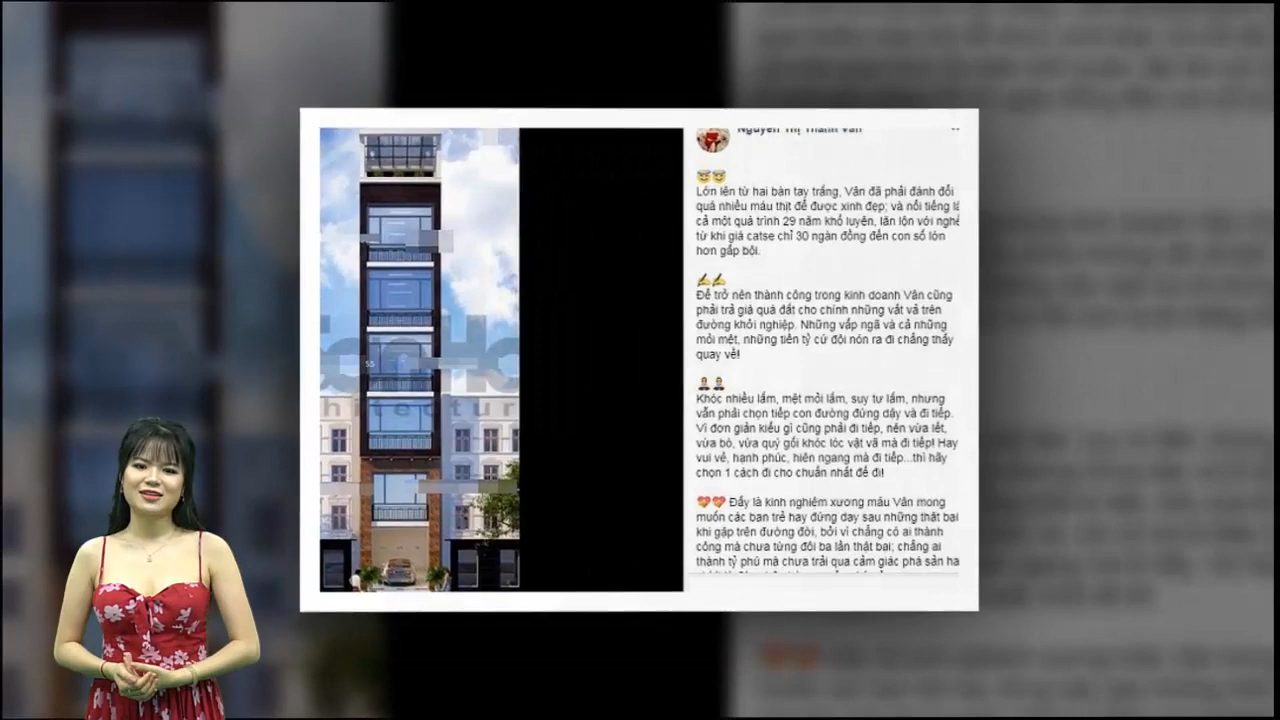 Nguyễn Thị Thanh Vân
Lớn lên từ hai bàn tay trắng, Vân đã phải đánh đổi
quá nhiều máu thịt để được xinh đẹp; và nổi tiếng là
cả một quá trình 29 năm khổ luyện, lăn lộn với nghề
từ khi giá catse chỉ 30 ngàn đồng đến con số lớn
hơn gấp bội.
Để trở nên thành công trong kinh doanh Vân cũng
phải trả giá quá đắt cho chính những vất vả trên
đường khởi nghiệp. Những vấp ngã và cả những
mỏi mệt, những tiền tỷ cứ đội nón ra đi chẳng thấy
quay về!
Khóc nhiều lắm, mệt mỏi lắm, suy tư lắm, nhưng
vẫn phải chọn tiếp con đường đứng dậy và đi tiếp.
Vì đơn giản kiểu gì cũng phải đi tiếp, nên vừa lết,
vừa bò, vừa quỳ gối khóc lóc vật vã mà đi tiếp! Hay
vui vẻ, hạnh phúc, hiên ngang mà đi tiếp...thì hãy
chọn 1 cách đi cho chuẩn nhất để đi!
Đấy là kinh nghiệm xương máu Vân mong
muốn các bạn trẻ hãy đứng dậy sau những thất bại
khi gặp trên đường đời, bởi vì chẳng có ai thành
công mà chưa từng đôi ba lần thất bại; chẳng ai
thành tỷ phú mà chưa trải qua cảm giác phá sản ha
55